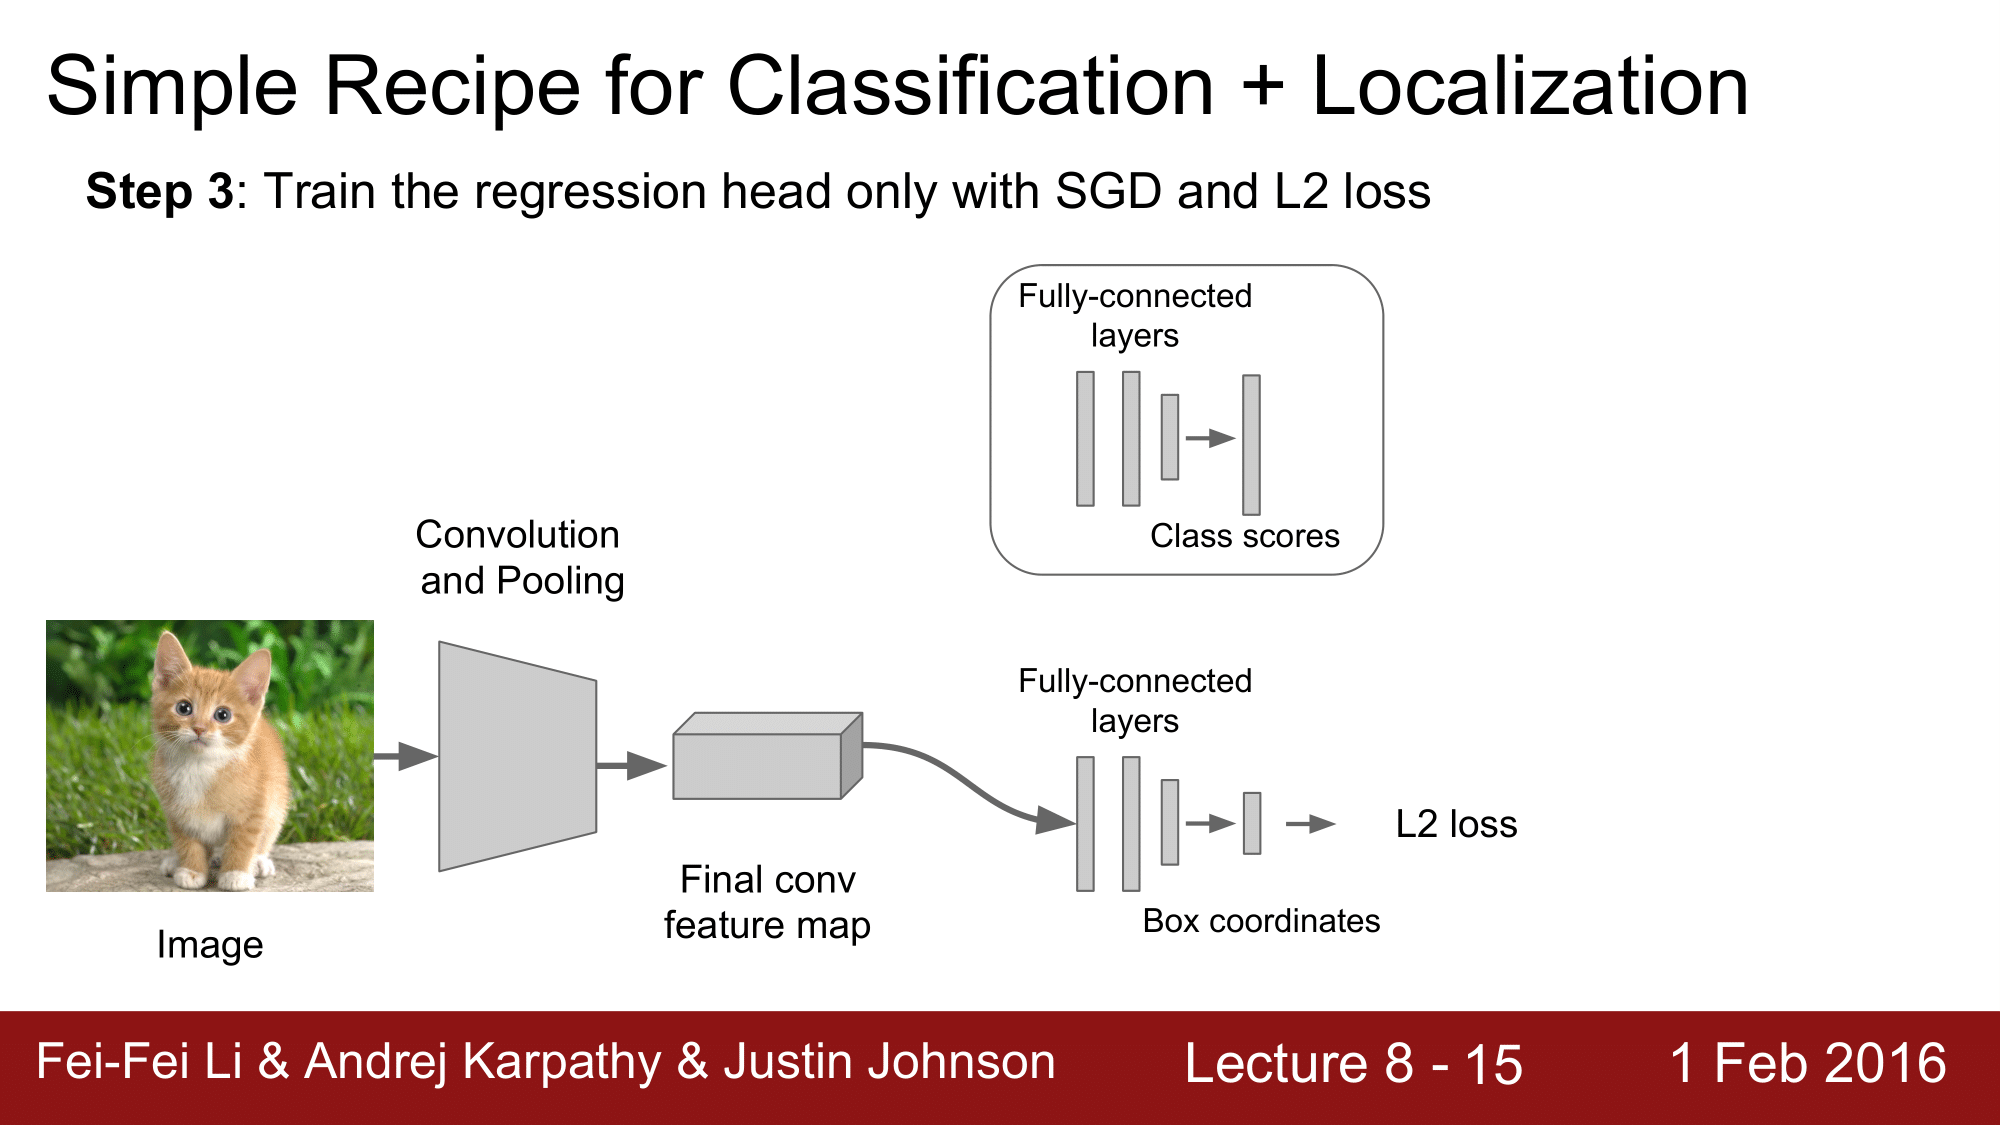 Simple Recipe for Classification + Localization
Step 3: Train the regression head only with SGD and L2 loss
Fully-connected
layers
Class scores
Convolution
and Pooling
Fully-connected
layers
L2 loss
Final conv
feature map
Box coordinates
Image
Fei-Fei Li & Andrej Karpathy & Justin Johnson
Lecture 8 - 15
1 Feb 2016